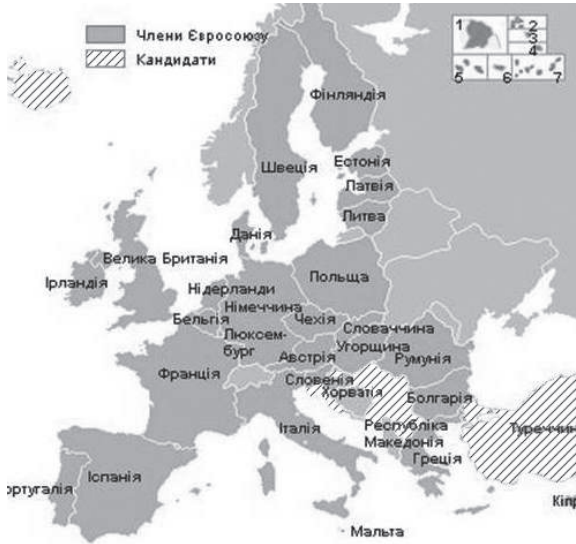 Члени Євросоюзу
Кандидати
1
2
3
4
5
6
7
Фінляндія
Швеція
Естонія
Латвія
Литва
Данія
Велика Британія
Ірландія
Польща
Нідерланди
Німеччина
Бельгія
Чехія
Люксем-
бург
Словаччина
Австрія
Угорщина
Румунія
Франція
Словенія
Хорватія
Болгарія
Італія
Республіка
Македонія
Туреччин
Греція
Іспанія
ортугалія
Кіпр
Мальта